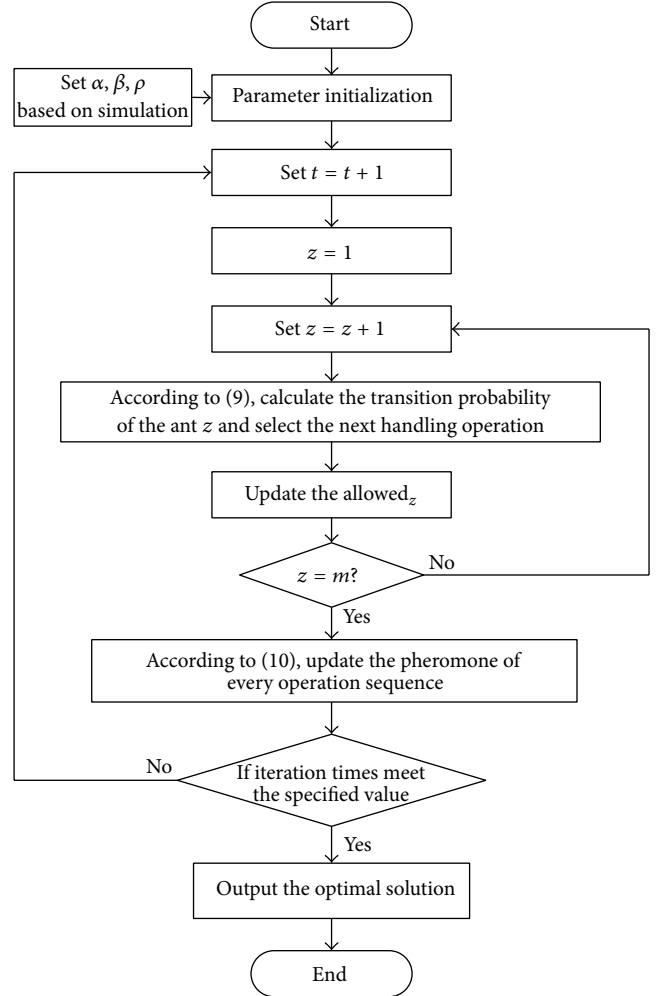 Start
Set α, β, ρ
based on simulation
Parameter initialization
Set t = t + 1
z = 1
Set z = z + 1
According to (9), calculate the transition probability
of the ant z and select the next handling operation
Update the allowed_z
z = m?
No
Yes
According to (10), update the pheromone of
every operation sequence
No
If iteration times meet
the specified value
Yes
Output the optimal solution
End